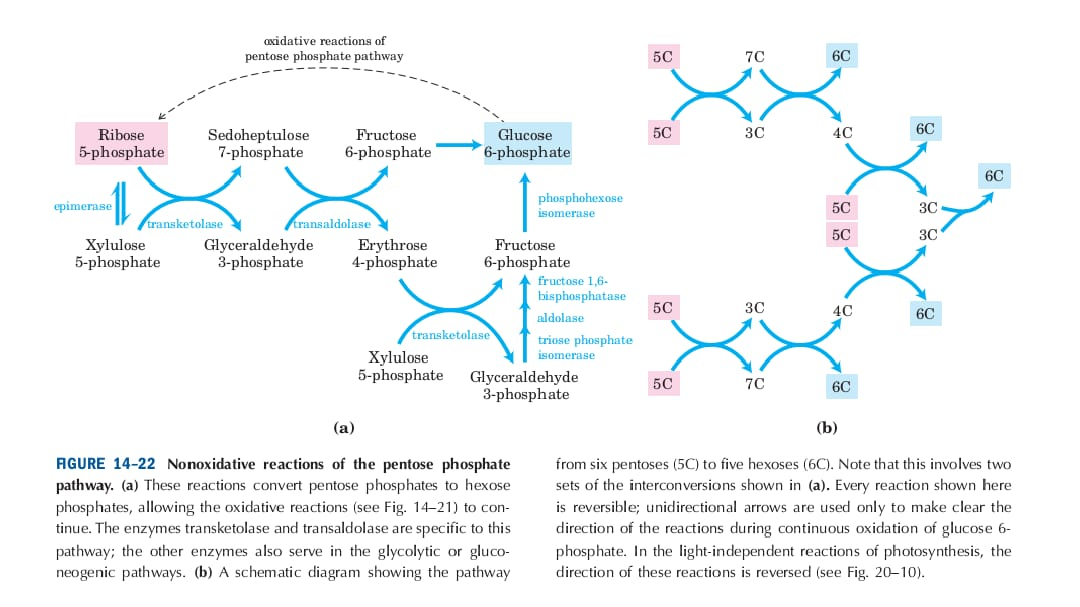 oxidative reactions of
pentose phosphate pathway
Ribose
5-phosphate
Sedoheptulose
7-phosphate
Fructose
6-phosphate
Glucose
6-phosphate
epimerase
transketolase
transaldolase
phosphohexose
isomerase
Xylulose
5-phosphate
Glyceraldehyde
3-phosphate
Erythrose
4-phosphate
Fructose
6-phosphate
fructose 1,6-
bisphosphatase
aldolase
triose phosphate
isomerase
transketolase
Xylulose
5-phosphate
Glyceraldehyde
3-phosphate
(a)
5C 7C 6C
5C 3C 4C 6C
6C
5C 3C
5C 3C
5C 3C 4C 6C
5C 7C 6C
(b)
FIGURE 14–22 Nonoxidative reactions of the pentose phosphate
pathway. (a) These reactions convert pentose phosphates to hexose
phosphates, allowing the oxidative reactions (see Fig. 14–21) to con-
tinue. The enzymes transketolase and transaldolase are specific to this
pathway; the other enzymes also serve in the glycolytic or gluco-
neogenic pathways. (b) A schematic diagram showing the pathway
from six pentoses (5C) to five hexoses (6C). Note that this involves two
sets of the interconversions shown in (a). Every reaction shown here
is reversible; unidirectional arrows are used only to make clear the
direction of the reactions during continuous oxidation of glucose 6-
phosphate. In the light-independent reactions of photosynthesis, the
direction of these reactions is reversed (see Fig. 20–10).